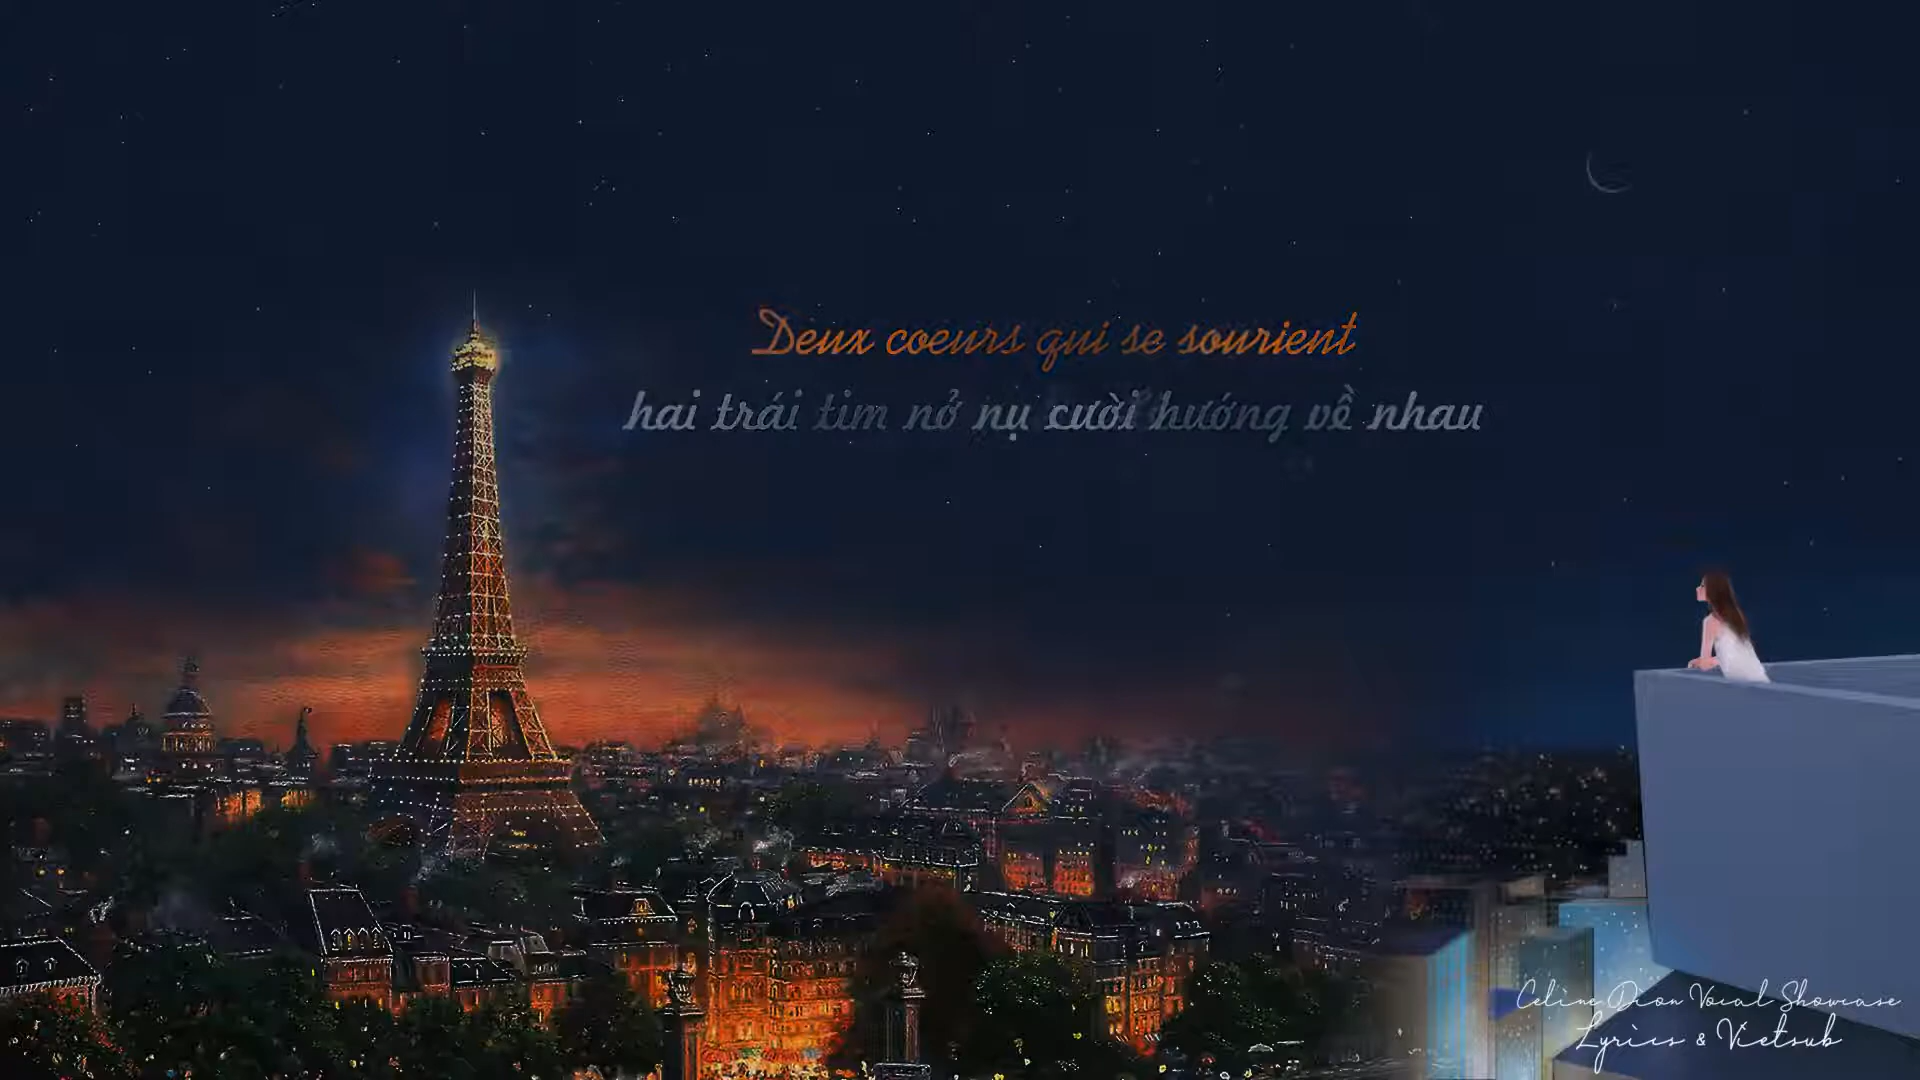 Deux coeurs qui se sourient
hai trái tim nở nụ cười hướng về nhau
Celine Dion Vocal Showcase
Lyrics & Vietsub